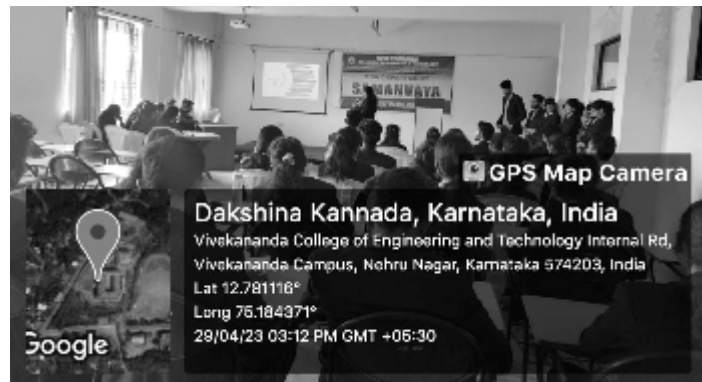 SAMANVAYA
GPS Map Camera
Dakshina Kannada, Karnataka, India
Vivekananda College of Engineering and Technology Internal Rd,
Vivekananda Campus, Nehru Nagar, Karnataka 574203, India
Lat 12.781116°
Long 75.184371°
29/04/23 03:12 PM GMT +05:30
Google